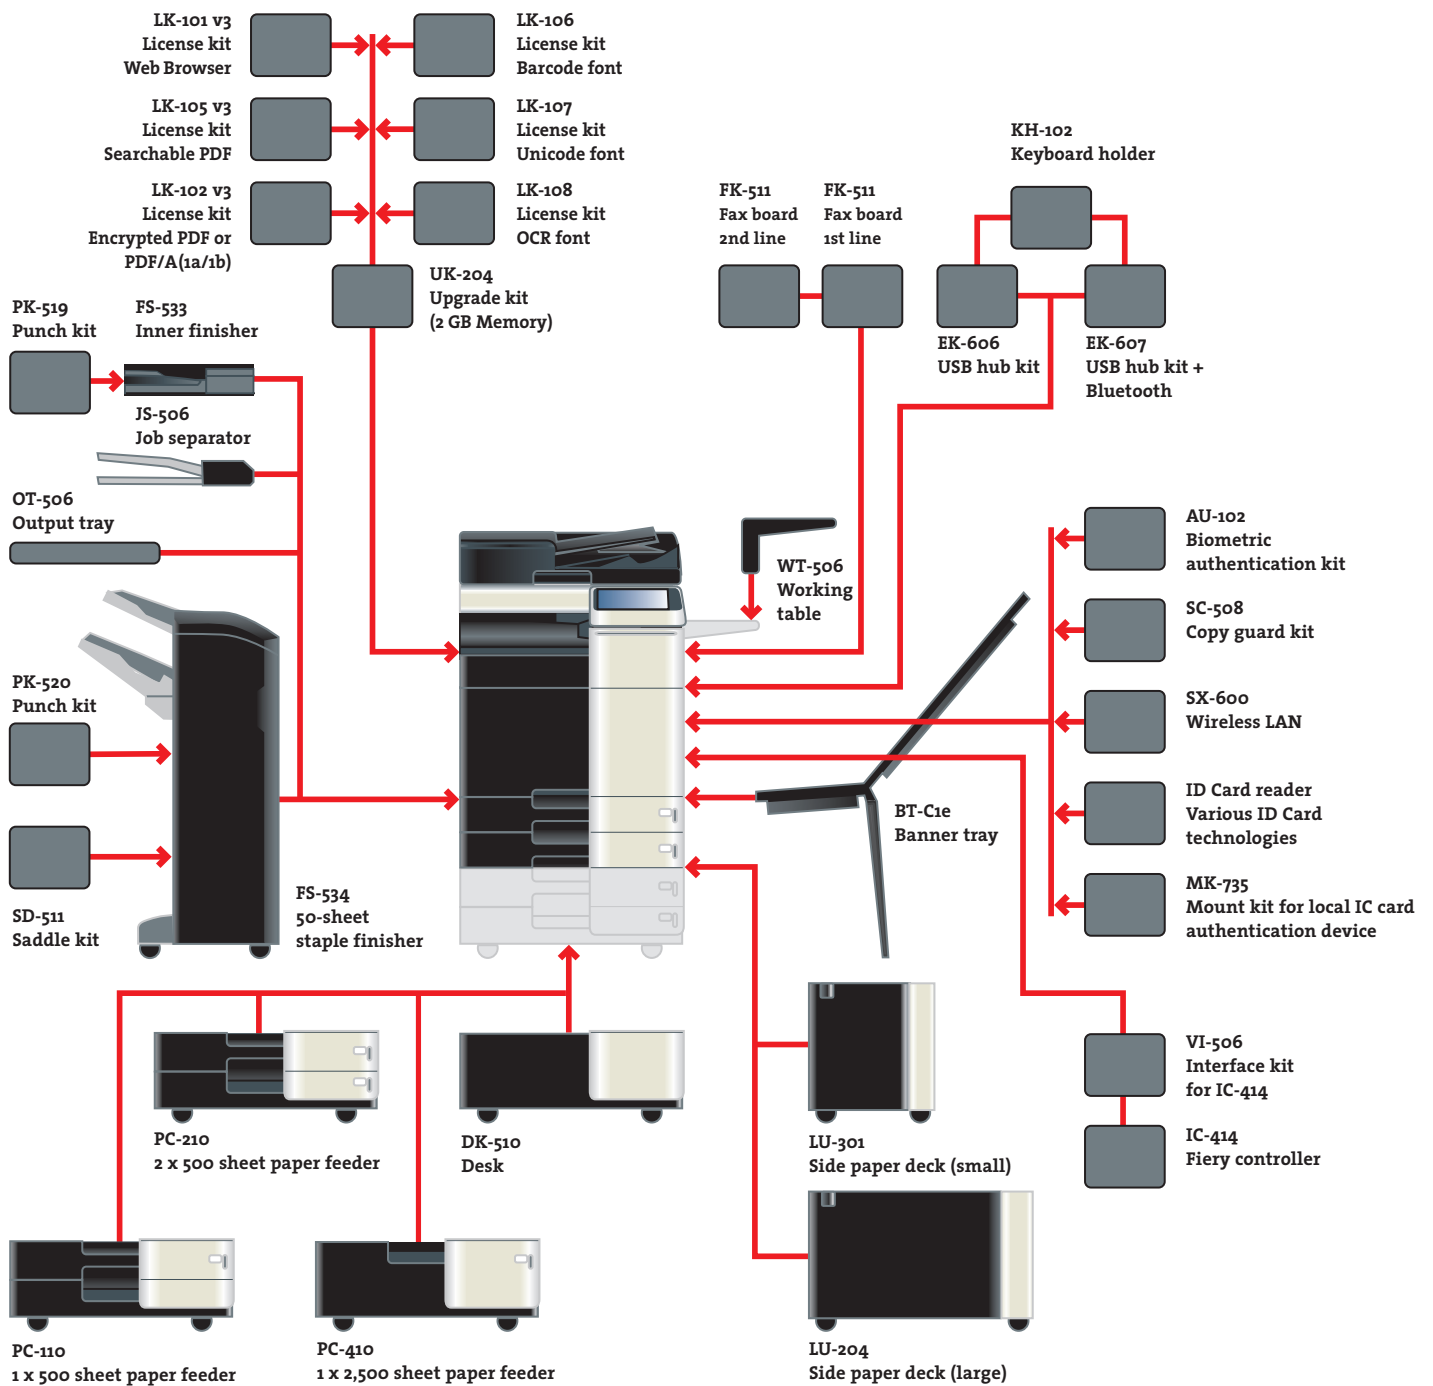 LK-101 v3
License kit
Web Browser
LK-106
License kit
Barcode font
LK-105 v3
License kit
Searchable PDF
LK-107
License kit
Unicode font
LK-102 v3
License kit
Encrypted PDF or
PDF/A(1a/1b)
LK-108
License kit
OCR font
UK-204
Upgrade kit
(2 GB Memory)
FK-511
Fax board
2nd line
FK-511
Fax board
1st line
KH-102
Keyboard holder
EK-606
USB hub kit
EK-607
USB hub kit +
Bluetooth
PK-519
Punch kit
FS-533
Inner finisher
JS-506
Job separator
OT-506
Output tray
WT-506
Working
table
AU-102
Biometric
authentication kit
SC-508
Copy guard kit
SX-600
Wireless LAN
ID Card reader
Various ID Card
technologies
MK-735
Mount kit for local IC card
authentication device
PK-520
Punch kit
SD-511
Saddle kit
FS-534
50-sheet
staple finisher
BT-C1e
Banner tray
VI-506
Interface kit
for IC-414
IC-414
Fiery controller
PC-210
2 x 500 sheet paper feeder
DK-510
Desk
LU-301
Side paper deck (small)
PC-110
1 x 500 sheet paper feeder
PC-410
1 x 2,500 sheet paper feeder
LU-204
Side paper deck (large)